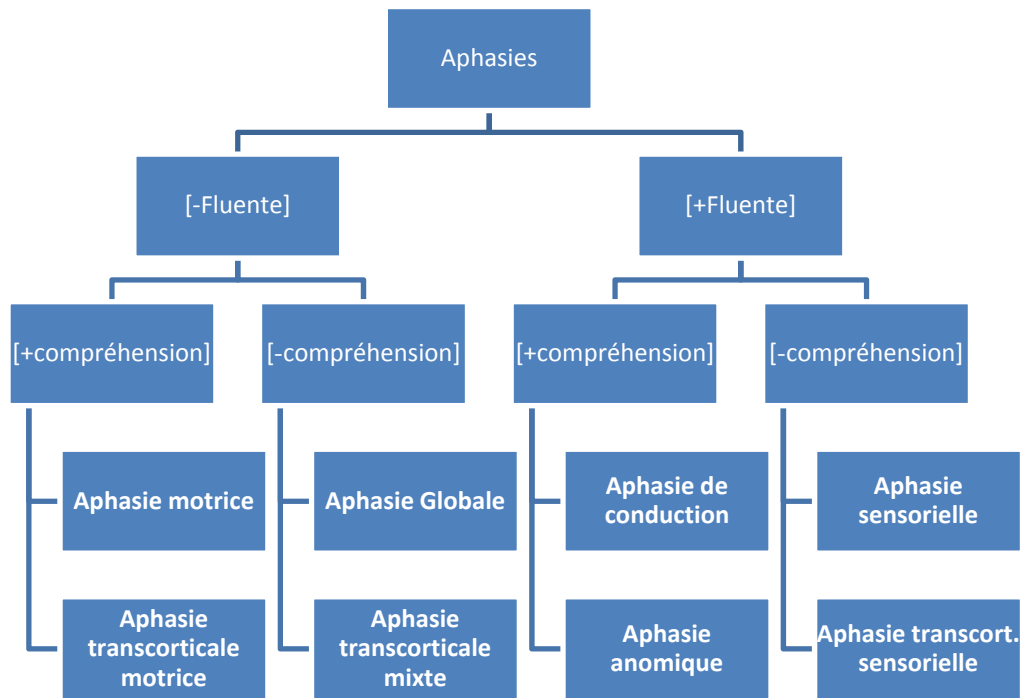 Aphasies
[-Fluente]
[+Fluente]
[+compréhension]
[-compréhension]
[+compréhension]
[-compréhension]
Aphasie motrice
Aphasie Globale
Aphasie de
conduction
Aphasie
sensorielle
Aphasie
transcorticale
motrice
Aphasie
transcorticale
mixte
Aphasie
anomique
Aphasie transcort.
sensorielle